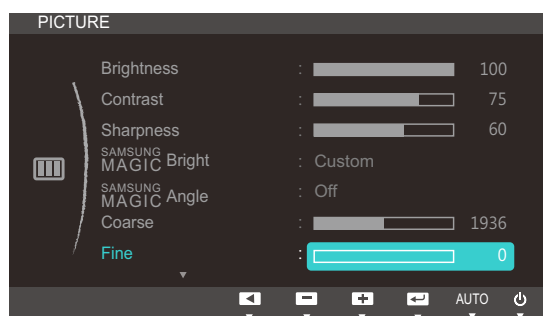 PICTURE
Brightness : 100
Contrast : 75
Sharpness : 60
SAMSUNG MAGIC Bright : Custom
SAMSUNG MAGIC Angle : Off
Coarse : 1936
Fine : 0
AUTO